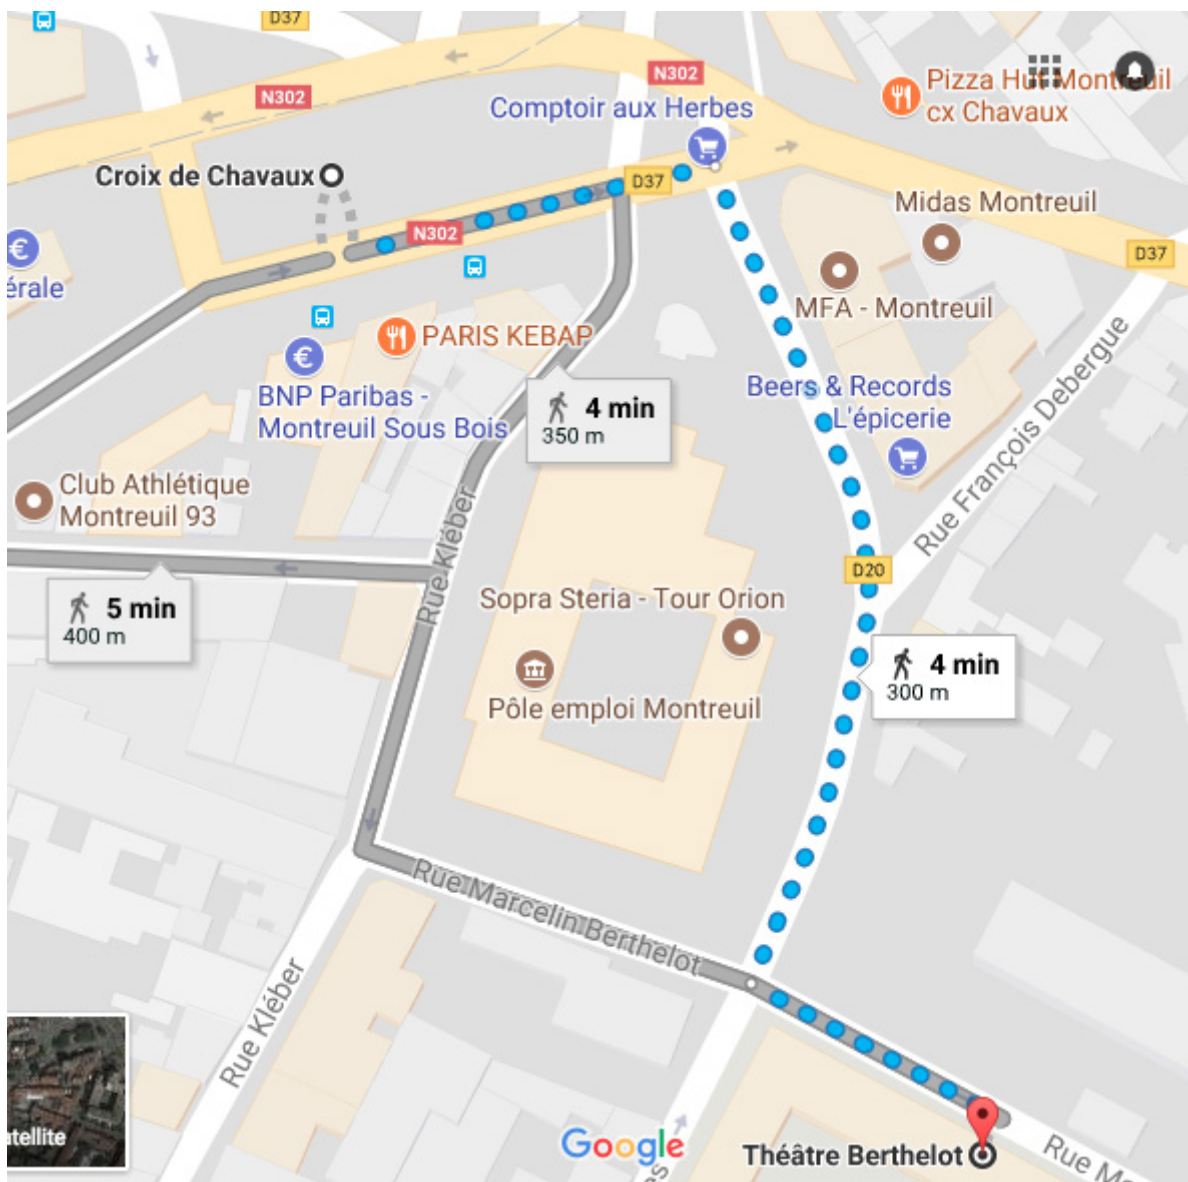 D37
N302
N302
Pizza Hut Montreuil
cx Chavaux
Comptoir aux Herbes
Croix de Chavaux
D37
Midas Montreuil
N302
D37
érale
MFA - Montreuil
PARIS KEBAP
BNP Paribas -
Montreuil Sous Bois
Beers & Records
L'épicerie
4 min
350 m
Rue François Debergue
Club Athlétique
Montreuil 93
Rue Kléber
D20
5 min
400 m
Sopra Steria - Tour Orion
4 min
300 m
Pôle emploi Montreuil
Rue Marcelin Berthelot
Rue Kléber
atellite
Google
Théâtre Berthelot
Rue Ma